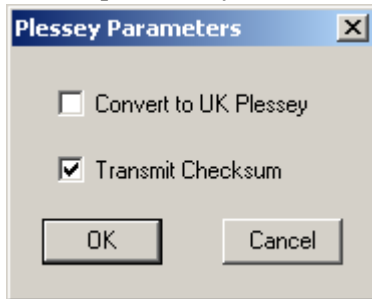 Plessey Parameters
Convert to UK Plessey
Transmit Checksum
OK Cancel